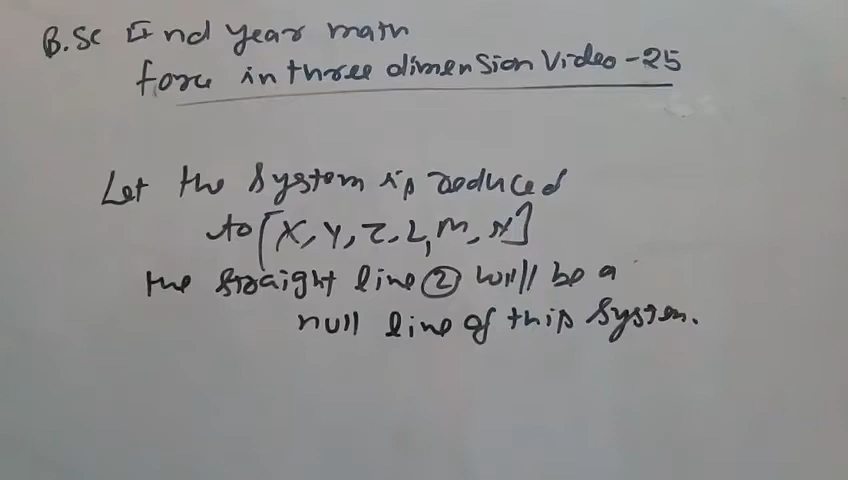 B.Sc IInd year math
force in three dimension Video-25
Let the system is reduced
to [X, Y, Z, L, M, N]
the straight line ② will be a
null line of this system.